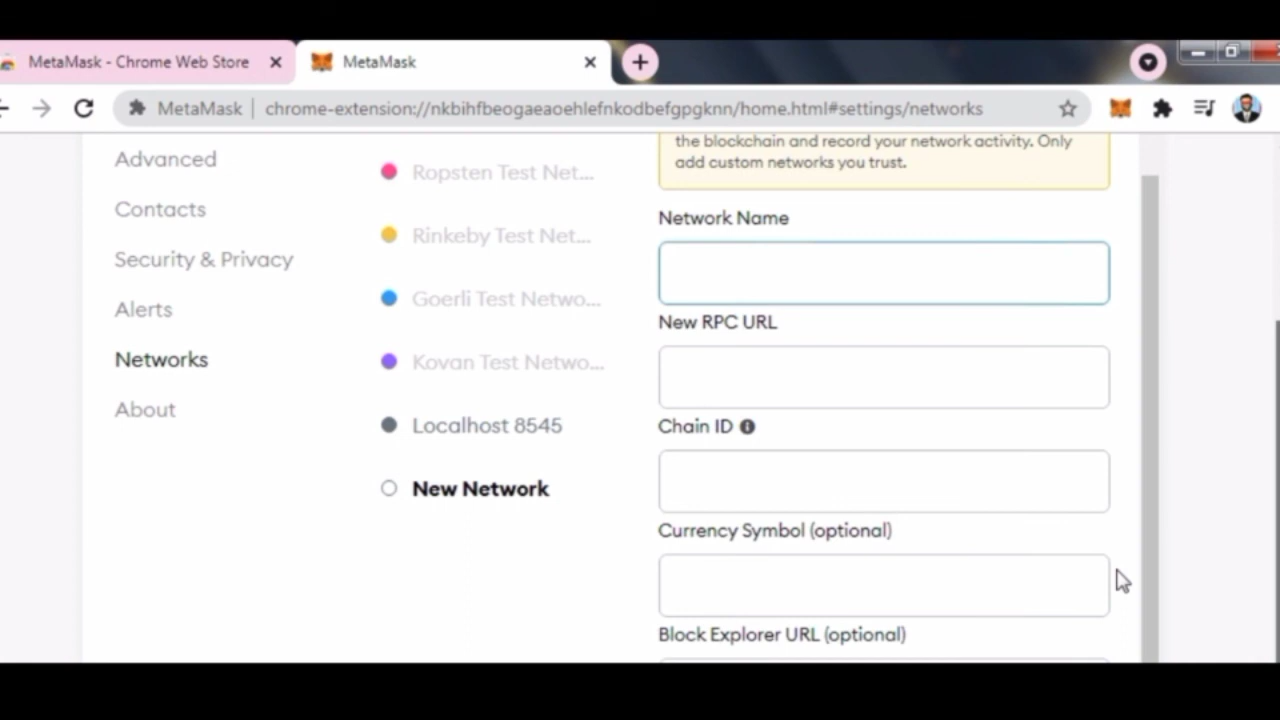 MetaMask - Chrome Web Store
MetaMask
MetaMask | chrome-extension://nkbihfbeogaeaoehlefnkodbefgpgknn/home.html#settings/networks
Advanced
Contacts
Security & Privacy
Alerts
Networks
About
Ropsten Test Net...
Rinkeby Test Net...
Goerli Test Netwo...
Kovan Test Netwo...
Localhost 8545
New Network
the blockchain and record your network activity. Only
add custom networks you trust.
Network Name
New RPC URL
Chain ID
Currency Symbol (optional)
Block Explorer URL (optional)